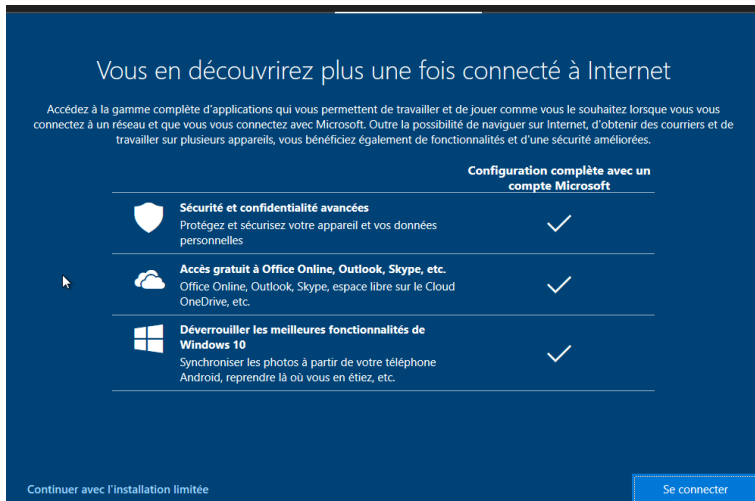 Vous en découvrirez plus une fois connecté à Internet
Accédez à la gamme complète d'applications qui vous permettent de travailler et de jouer comme vous le souhaitez lorsque vous vous
connectez à un réseau et que vous vous connectez avec Microsoft. Outre la possibilité de naviguer sur Internet, d'obtenir des courriers et de
travailler sur plusieurs appareils, vous bénéficiez également de fonctionnalités et d'une sécurité améliorées.
Configuration complète avec un
compte Microsoft
Sécurité et confidentialité avancées
Protégez et sécurisez votre appareil et vos données
personnelles
Accès gratuit à Office Online, Outlook, Skype, etc.
Office Online, Outlook, Skype, espace libre sur le Cloud
OneDrive, etc.
Déverrouiller les meilleures fonctionnalités de
Windows 10
Synchroniser les photos à partir de votre téléphone
Android, reprendre là où vous en étiez, etc.
Continuer avec l'installation limitée
Se connecter